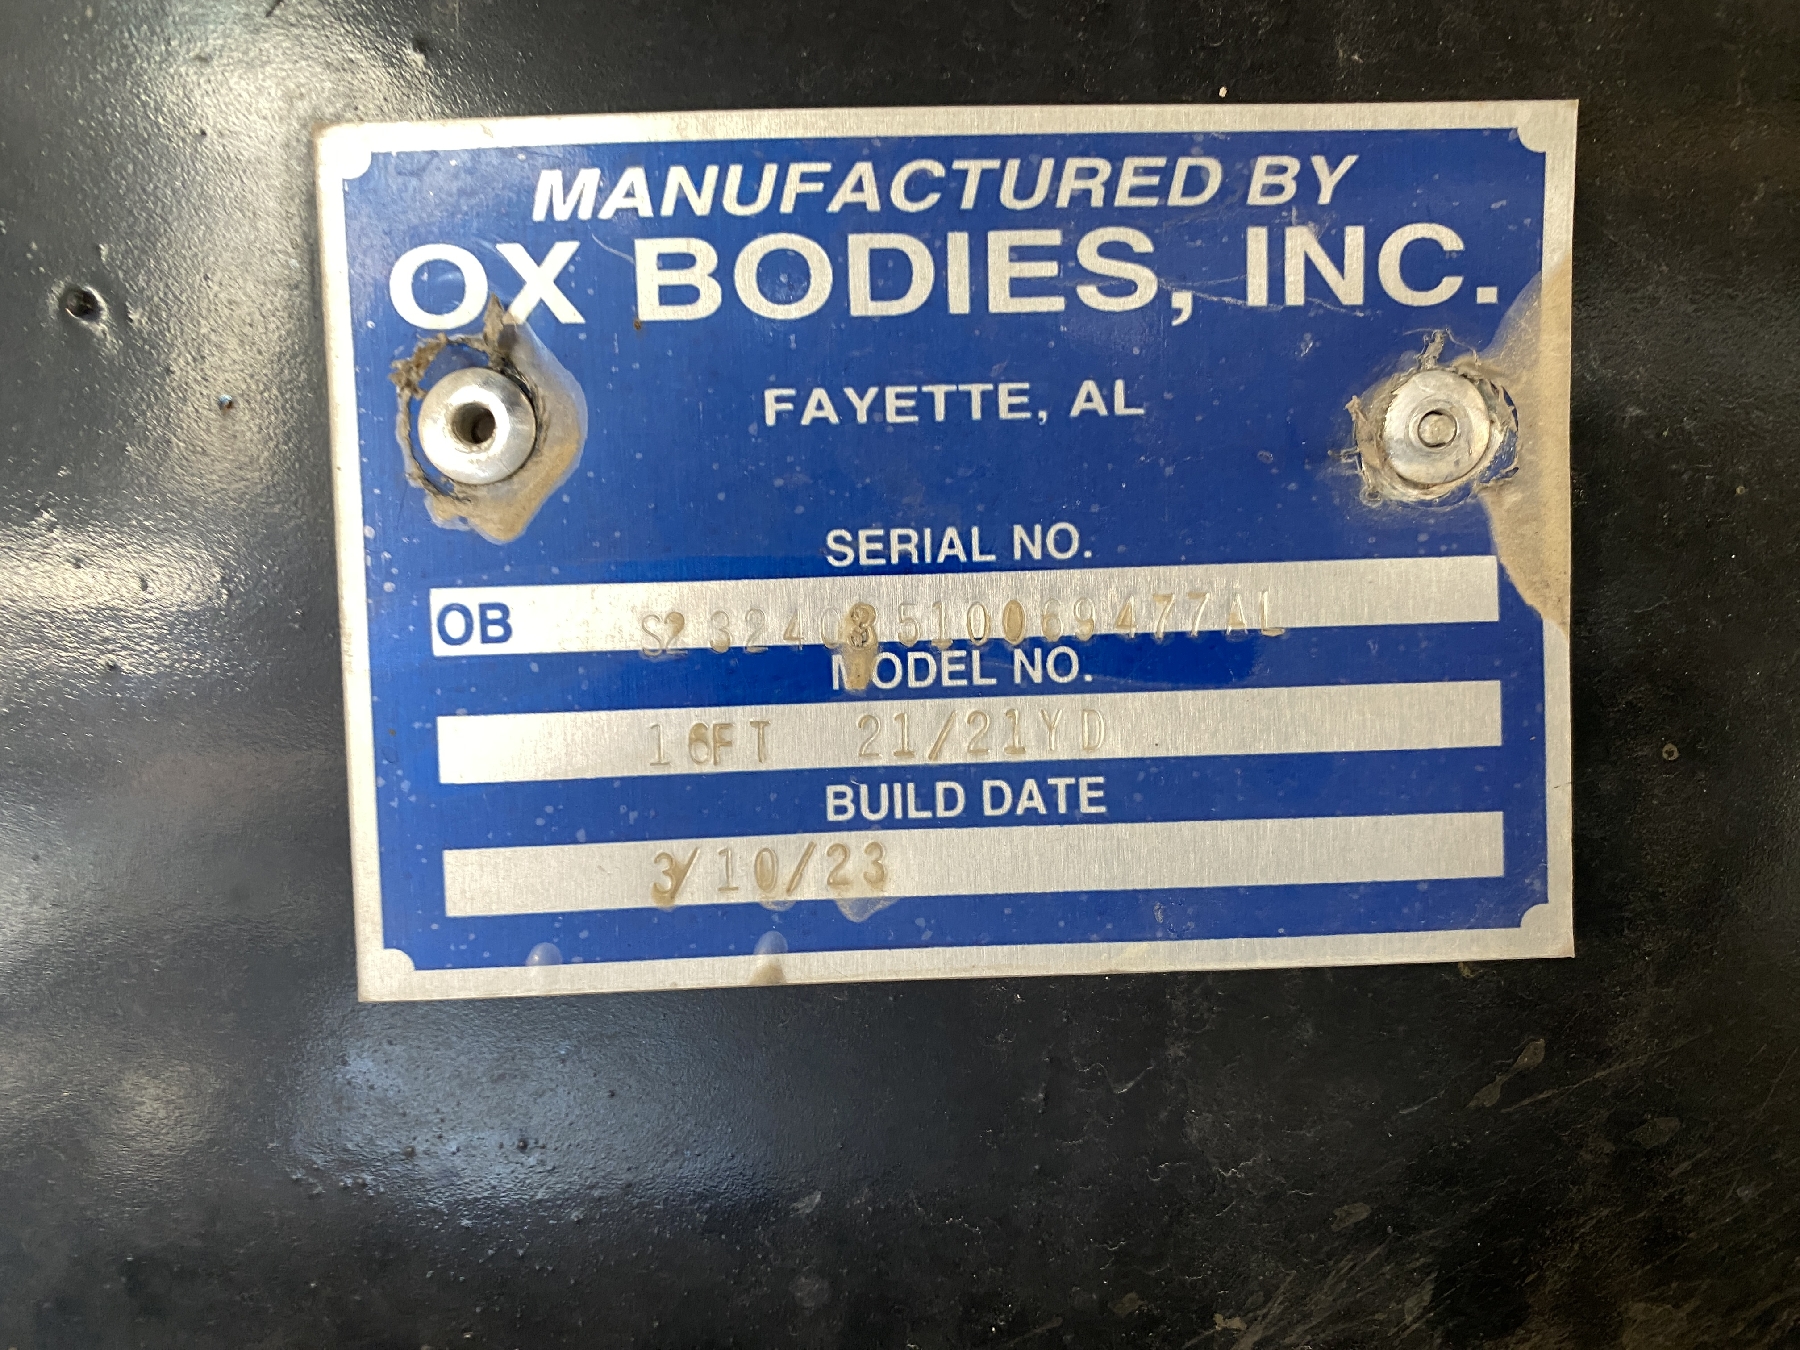 MANUFACTURED BY
OX BODIES, INC.
FAYETTE, AL
SERIAL NO.
OB S232403510069477AL
MODEL NO.
16FT 21/21YD
BUILD DATE
3/10/23